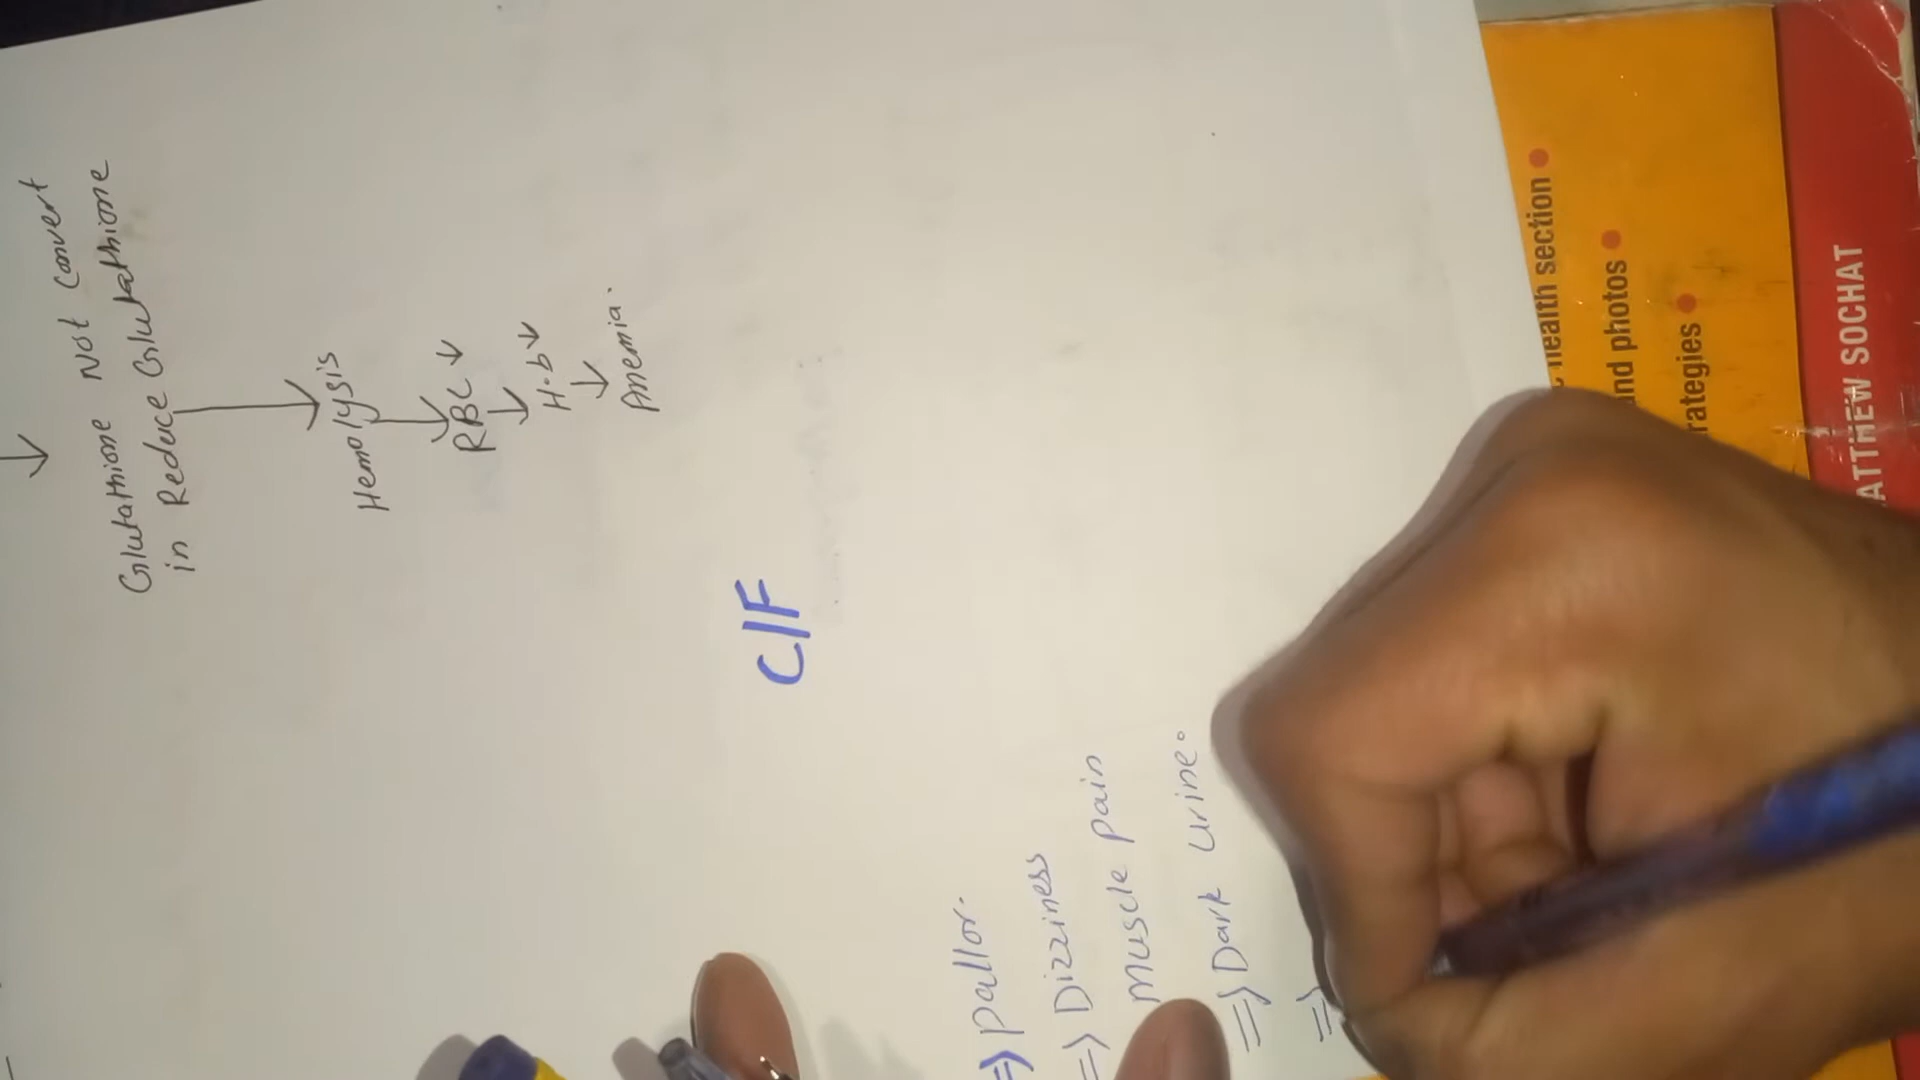 Glutathione Not Convert
in Reduce Glutathione
Hemolysis
RBC ↓
H.b ↓
Anemia.
C/F
⇒ Pallor.
⇒ Dizziness
Muscle pain
⇒ Dark urine.
⇒
health section •
and photos •
rategies •
ATTHEW SOCHAT